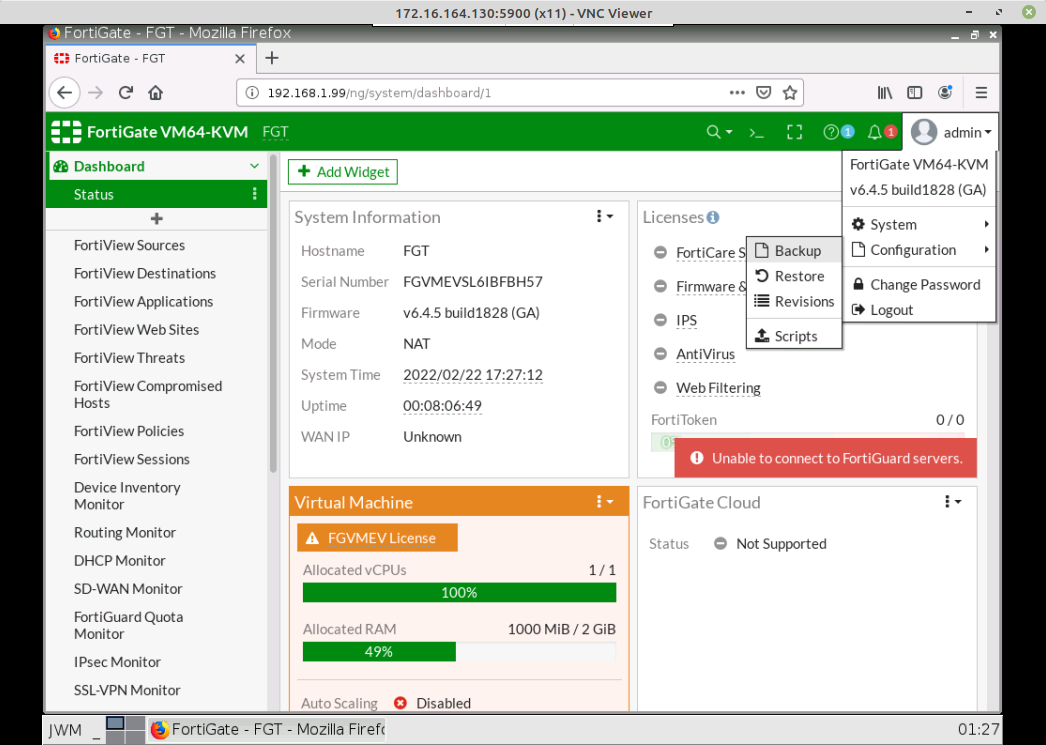 172.16.164.130:5900 (x11) - VNC Viewer
FortiGate - FGT - Mozilla Firefox
FortiGate - FGT
192.168.1.99/ng/system/dashboard/1
FortiGate VM64-KVM FGT
1
1
admin
Dashboard
Status
FortiView Sources
FortiView Destinations
FortiView Applications
FortiView Web Sites
FortiView Threats
FortiView Compromised
Hosts
FortiView Policies
FortiView Sessions
Device Inventory
Monitor
Routing Monitor
DHCP Monitor
SD-WAN Monitor
FortiGuard Quota
Monitor
IPsec Monitor
SSL-VPN Monitor
Add Widget
System Information
Hostname FGT
Serial Number FGVMEVSL6IBFBH57
Firmware v6.4.5 build1828 (GA)
Mode NAT
System Time 2022/02/22 17:27:12
Uptime 00:08:06:49
WAN IP Unknown
Licenses
FortiCare S
Firmware &
IPS
AntiVirus
Web Filtering
FortiToken 0 / 0
Unable to connect to FortiGuard servers.
FortiGate VM64-KVM
v6.4.5 build1828 (GA)
System
Configuration
Change Password
Logout
Backup
Restore
Revisions
Scripts
Virtual Machine
FGVMEV License
Allocated vCPUs 1 / 1
100%
Allocated RAM 1000 MiB / 2 GiB
49%
Auto Scaling Disabled
FortiGate Cloud
Status Not Supported
JWM
FortiGate - FGT - Mozilla Firefo
01:27